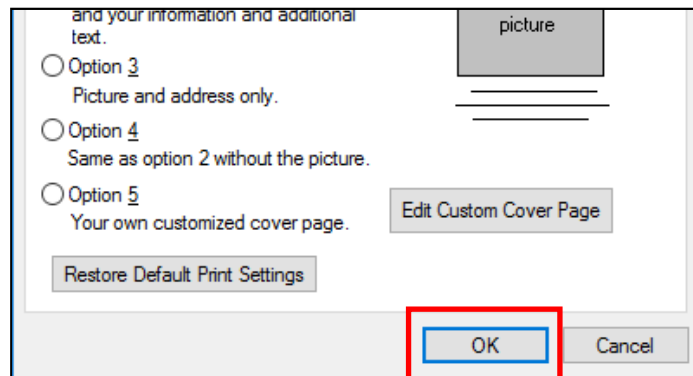 and your information and additional
text.
picture
Option 3
Picture and address only.
Option 4
Same as option 2 without the picture.
Option 5
Your own customized cover page.
Edit Custom Cover Page
Restore Default Print Settings
OK
Cancel